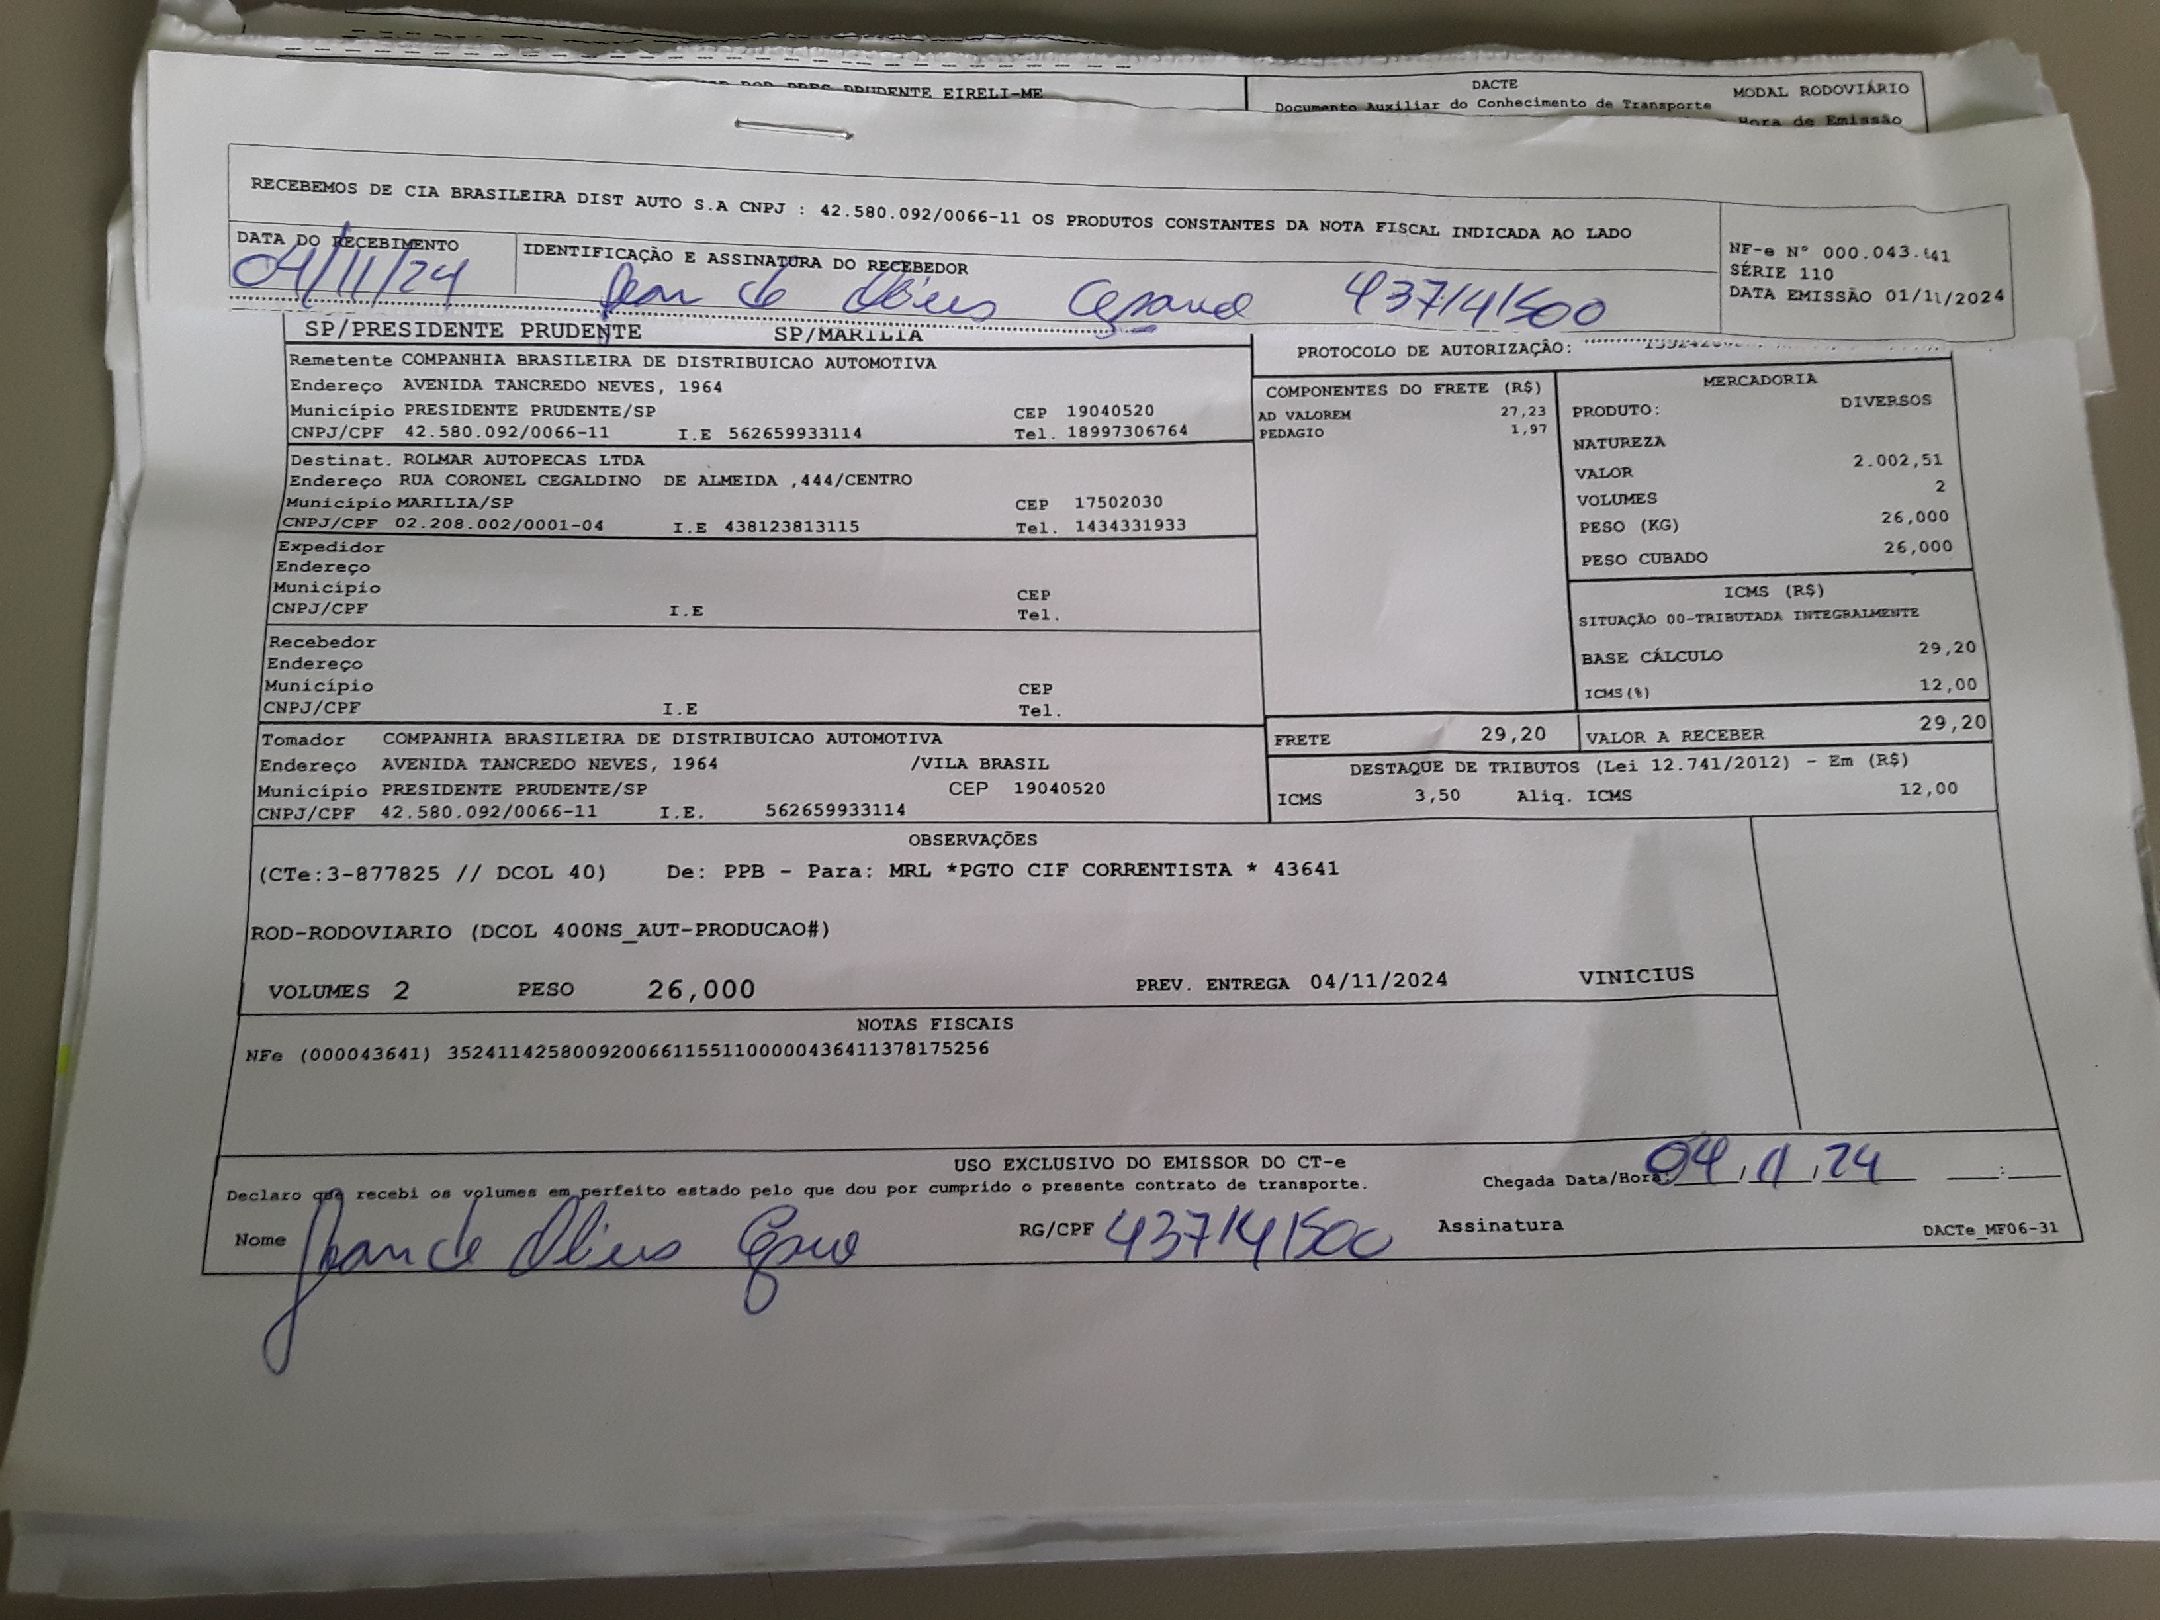 PRUDENTE EIRELI-ME
DACTE
MODAL RODOVIÁRIO
Documento Auxiliar do Conhecimento de Transporte
Hora de Emissão
RECEBEMOS DE CIA BRASILEIRA DIST AUTO S.A CNPJ : 42.580.092/0066-11 OS PRODUTOS CONSTANTES DA NOTA FISCAL INDICADA AO LADO
DATA DO RECEBIMENTO
04/11/24
IDENTIFICAÇÃO E ASSINATURA DO RECEBEDOR
de 437141500
NF-e N° 000.043.641
SÉRIE 110
DATA EMISSÃO 01/11/2024
SP/PRESIDENTE PRUDENTE SP/MARILIA
Remetente COMPANHIA BRASILEIRA DE DISTRIBUICAO AUTOMOTIVA
Endereço AVENIDA TANCREDO NEVES, 1964
Município PRESIDENTE PRUDENTE/SP CEP 19040520
CNPJ/CPF 42.580.092/0066-11 I.E 562659933114 Tel. 18997306764
Destinat. ROLMAR AUTOPECAS LTDA
Endereço RUA CORONEL CEGALDINO DE ALMEIDA ,444/CENTRO
Município MARILIA/SP CEP 17502030
CNPJ/CPF 02.208.002/0001-04 I.E 438123813115 Tel. 1434331933
Expedidor
Endereço
Município CEP
CNPJ/CPF I.E Tel.
Recebedor
Endereço
Município CEP
CNPJ/CPF I.E Tel.
Tomador COMPANHIA BRASILEIRA DE DISTRIBUICAO AUTOMOTIVA
Endereço AVENIDA TANCREDO NEVES, 1964 /VILA BRASIL
Município PRESIDENTE PRUDENTE/SP CEP 19040520
CNPJ/CPF 42.580.092/0066-11 I.E. 562659933114
PROTOCOLO DE AUTORIZAÇÃO:
COMPONENTES DO FRETE (R$)
AD VALOREM 27,23
PEDAGIO 1,97
MERCADORIA
PRODUTO: DIVERSOS
NATUREZA
VALOR 2.002,51
VOLUMES 2
PESO (KG) 26,000
PESO CUBADO 26,000
ICMS (R$)
SITUAÇÃO 00-TRIBUTADA INTEGRALMENTE
BASE CÁLCULO 29,20
ICMS(%) 12,00
FRETE 29,20 VALOR A RECEBER 29,20
DESTAQUE DE TRIBUTOS (Lei 12.741/2012) - Em (R$)
ICMS 3,50 Aliq. ICMS 12,00
OBSERVAÇÕES
(CTe:3-877825 // DCOL 40) De: PPB - Para: MRL *PGTO CIF CORRENTISTA * 43641
ROD-RODOVIARIO (DCOL 400NS_AUT-PRODUCAO#)
VOLUMES 2 PESO 26,000 PREV. ENTREGA 04/11/2024 VINICIUS
NOTAS FISCAIS
NFe (000043641) 35241142580092006611551100000436411378175256
USO EXCLUSIVO DO EMISSOR DO CT-e
Declaro que recebi os volumes em perfeito estado pelo que dou por cumprido o presente contrato de transporte.
Chegada Data/Hora: 04/11/24 __:__
Nome de RG/CPF 437141500 Assinatura
DACTe_MF06-31